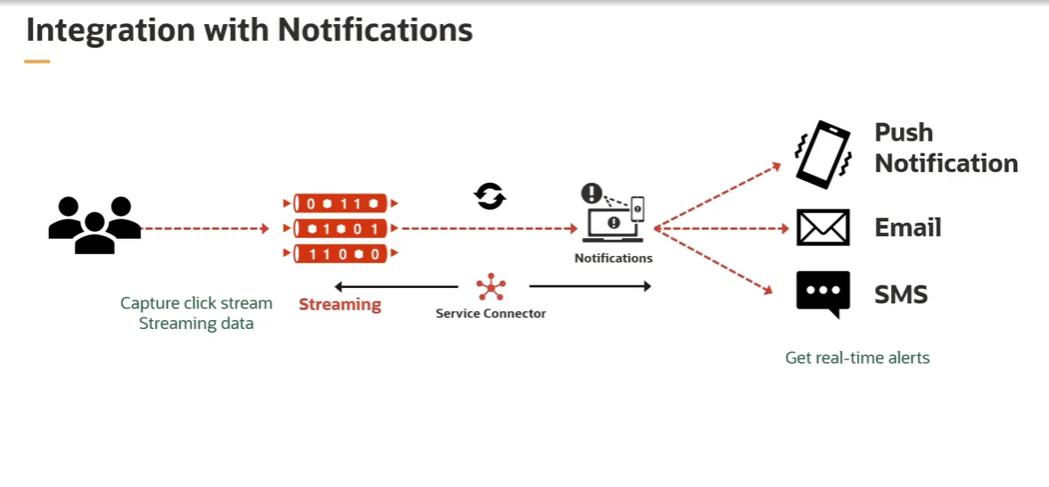 Integration with Notifications
Push
Notification
0 1 1
1 0 1
1 1 0 0
Notifications
Email
Capture click stream
Streaming data
Streaming
Service Connector
SMS
Get real-time alerts